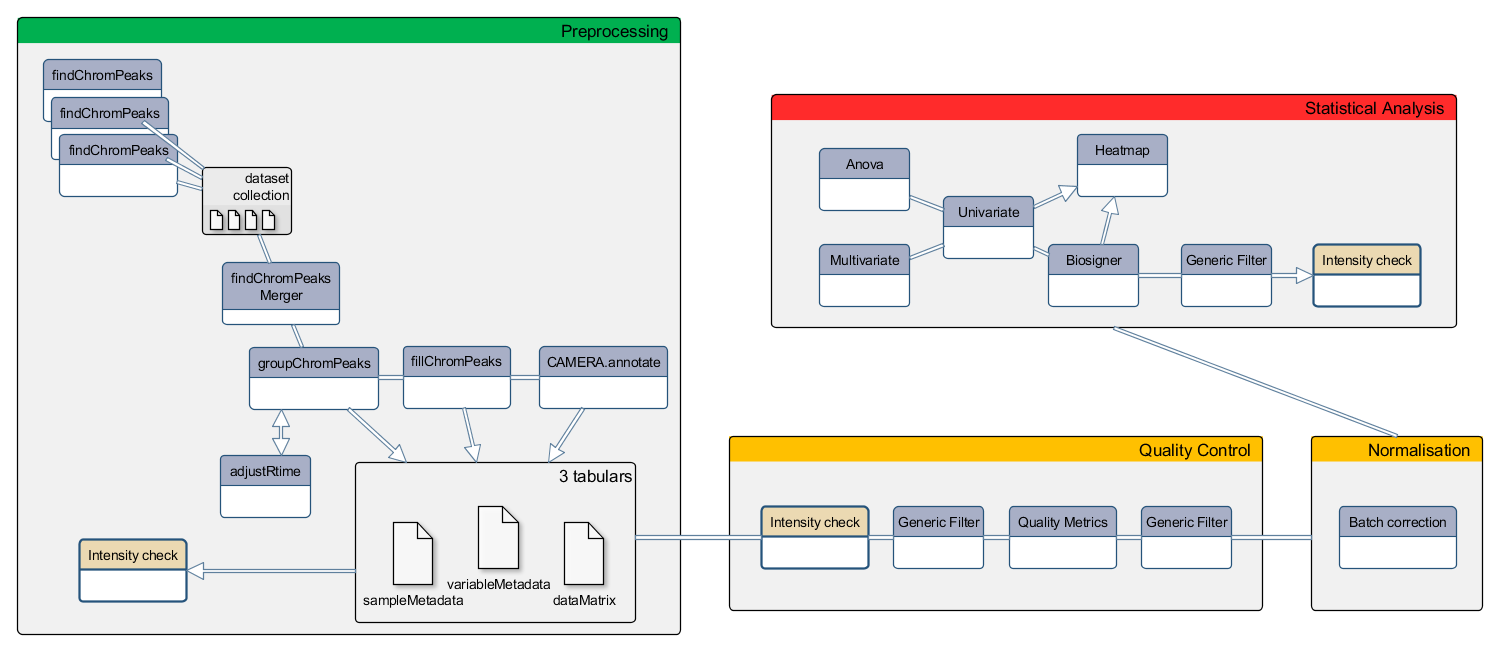 Preprocessing
findChromPeaks
findChromPeaks
findChromPeaks
dataset
collection
findChromPeaks
Merger
groupChromPeaks
fillChromPeaks
CAMERA.annotate
adjustRtime
3 tabulars
sampleMetadata
variableMetadata
dataMatrix
Intensity check
Statistical Analysis
Anova
Heatmap
Univariate
Multivariate
Biosigner
Generic Filter
Intensity check
Quality Control
Intensity check
Generic Filter
Quality Metrics
Generic Filter
Normalisation
Batch correction